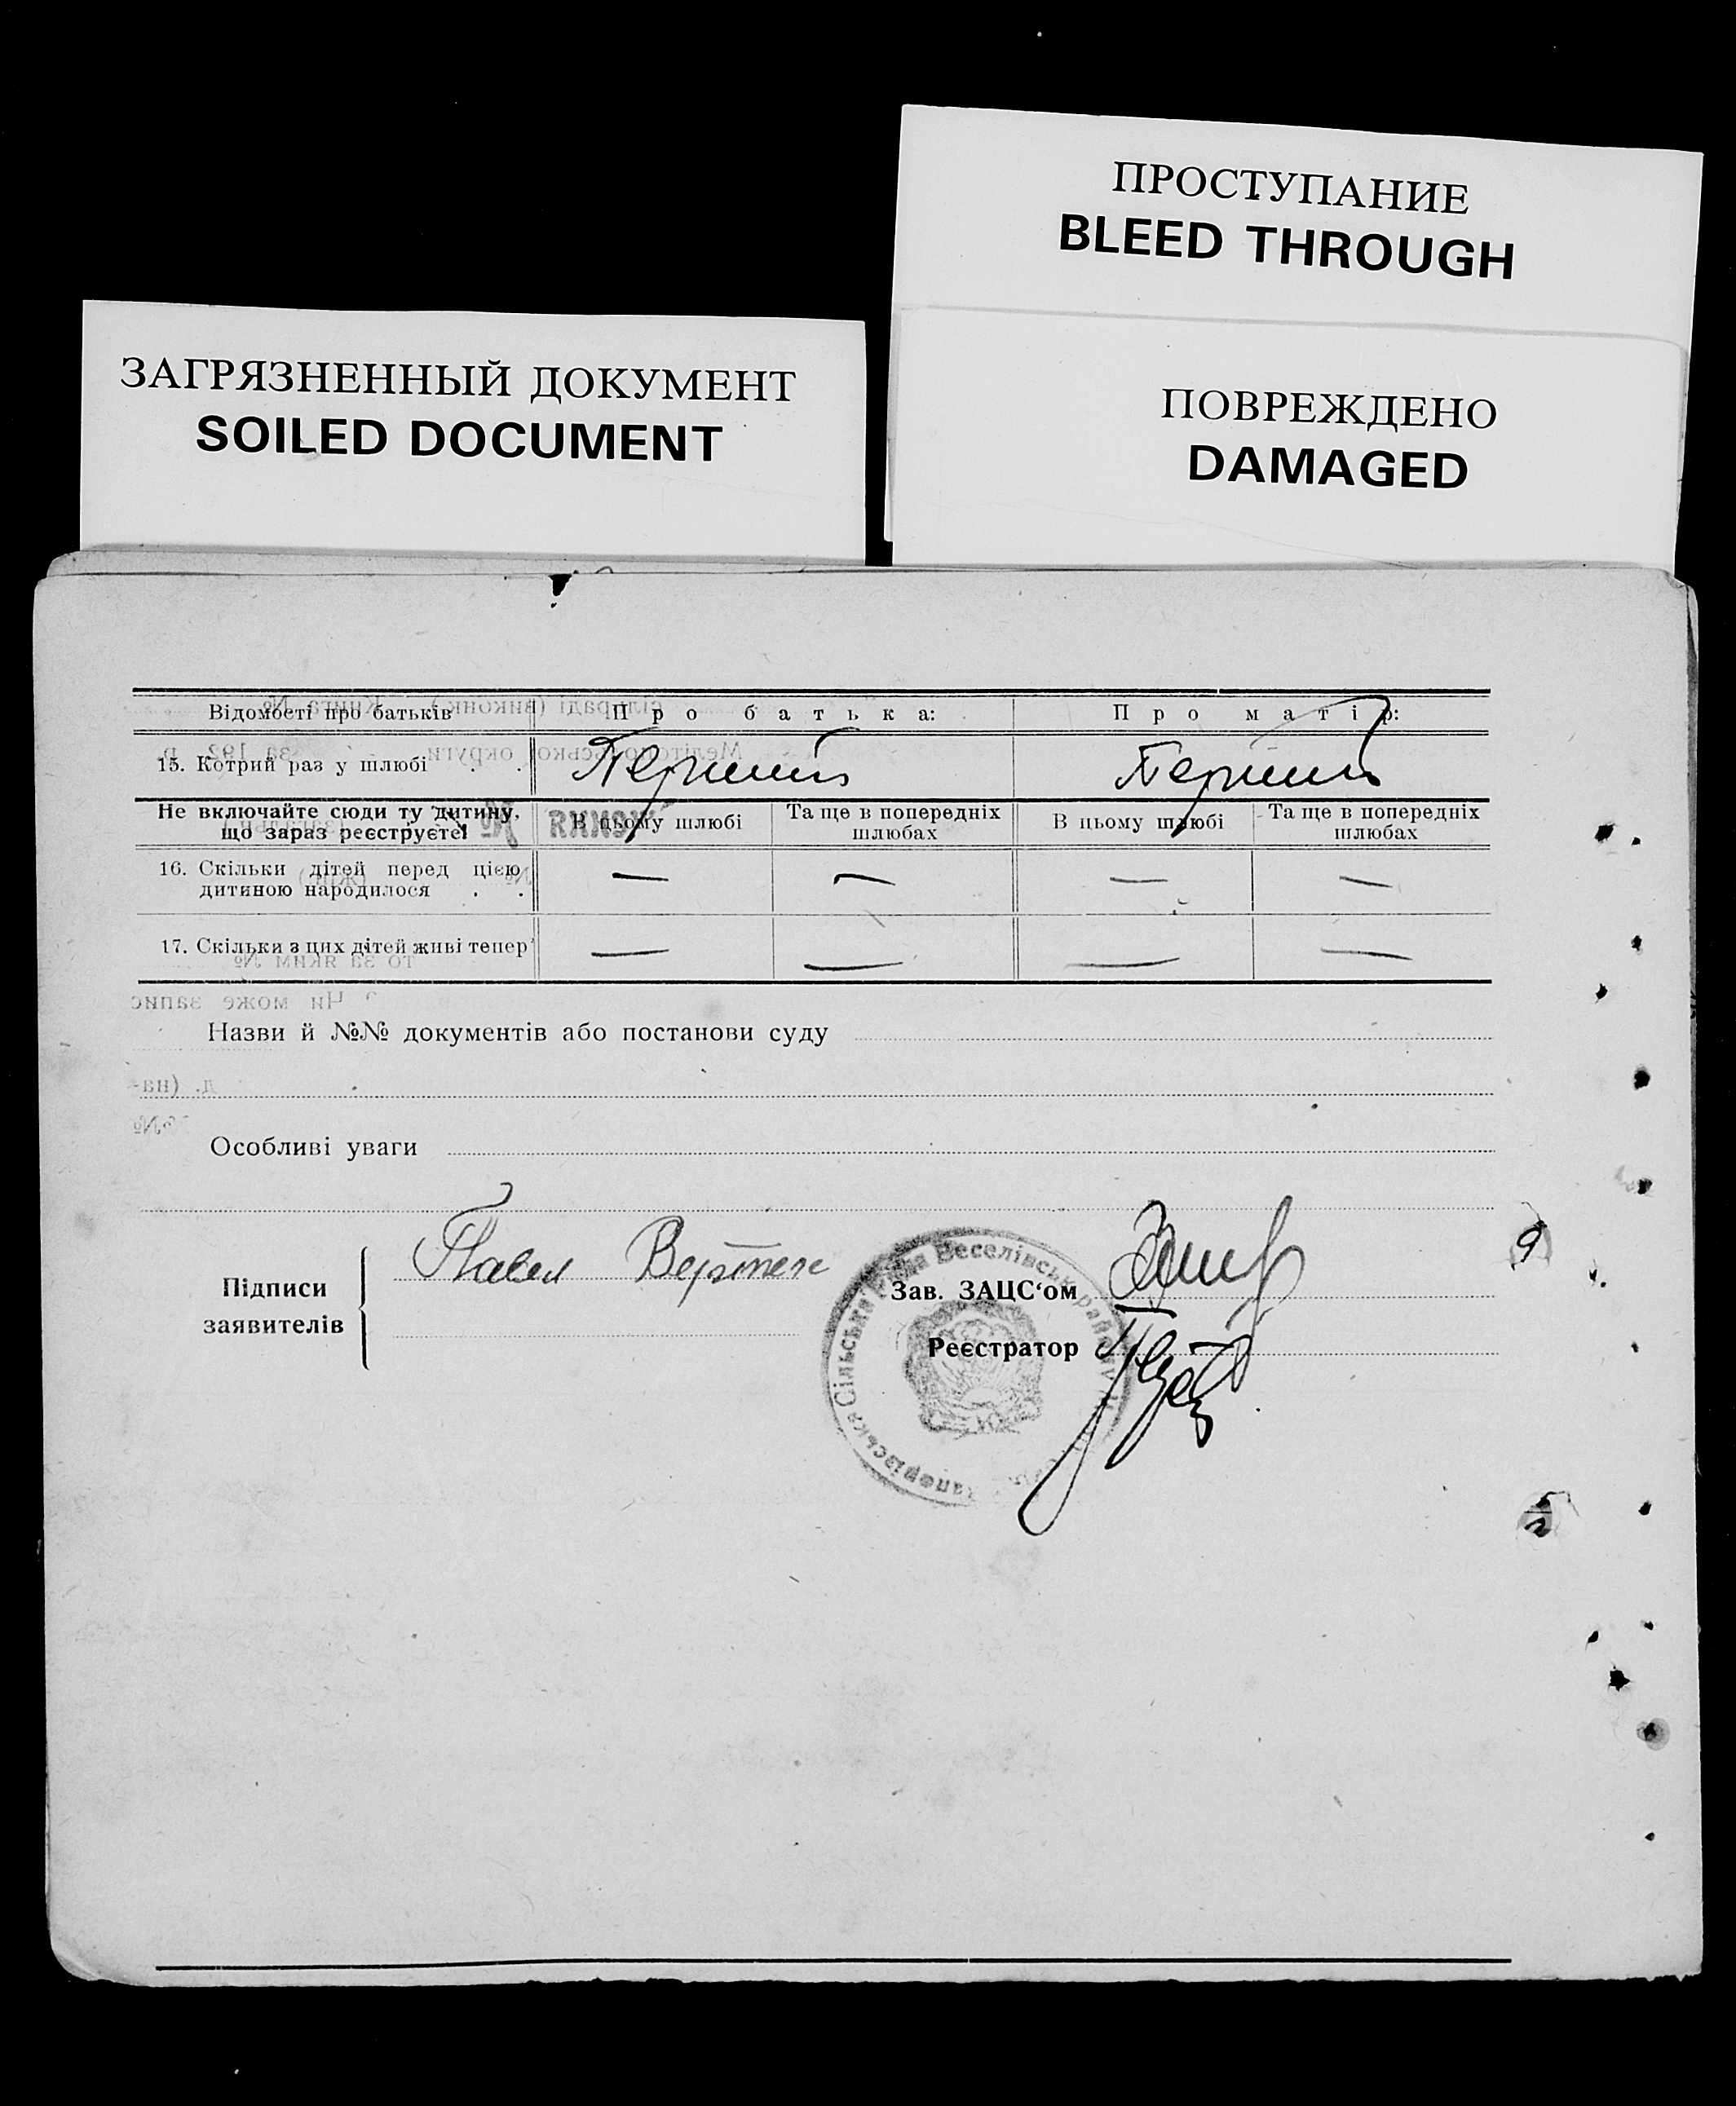 ПРОСТУПАНИЕ
BLEED THROUGH
ЗАГРЯЗНЕННЫЙ ДОКУМЕНТ
SOILED DOCUMENT
ПОВРЕЖДЕНО
DAMAGED
Відомості про батьків Про батька: Про матір:
15. Котрий раз у шлюбі . . Перший Перший
Не включайте сюди ту дитину, що зараз реєструєте!
В цьому шлюбі
Та ще в попередніх шлюбах
В цьому шлюбі
Та ще в попередніх шлюбах
16. Скільки дітей перед цією
дитиною народилося . . — — — —
17. Скільки з цих дітей живі тепер — — — —
Назви й №№ документів або постанови суду
Особливі уваги
Підписи
заявителів
Павел
Зав. ЗАЦС'ом
Реєстратор
Сільська Рада Веселівськ